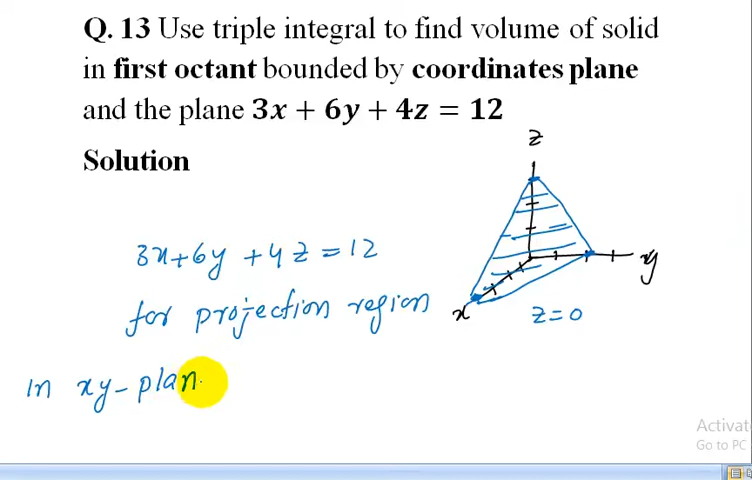 Q. 13 Use triple integral to find volume of solid
in first octant bounded by coordinates plane
and the plane 3x + 6y + 4z = 12
Solution
z
3x+6y +4z=12
y
for projection region
x
z=0
In xy-plan
Activat
Go to PC